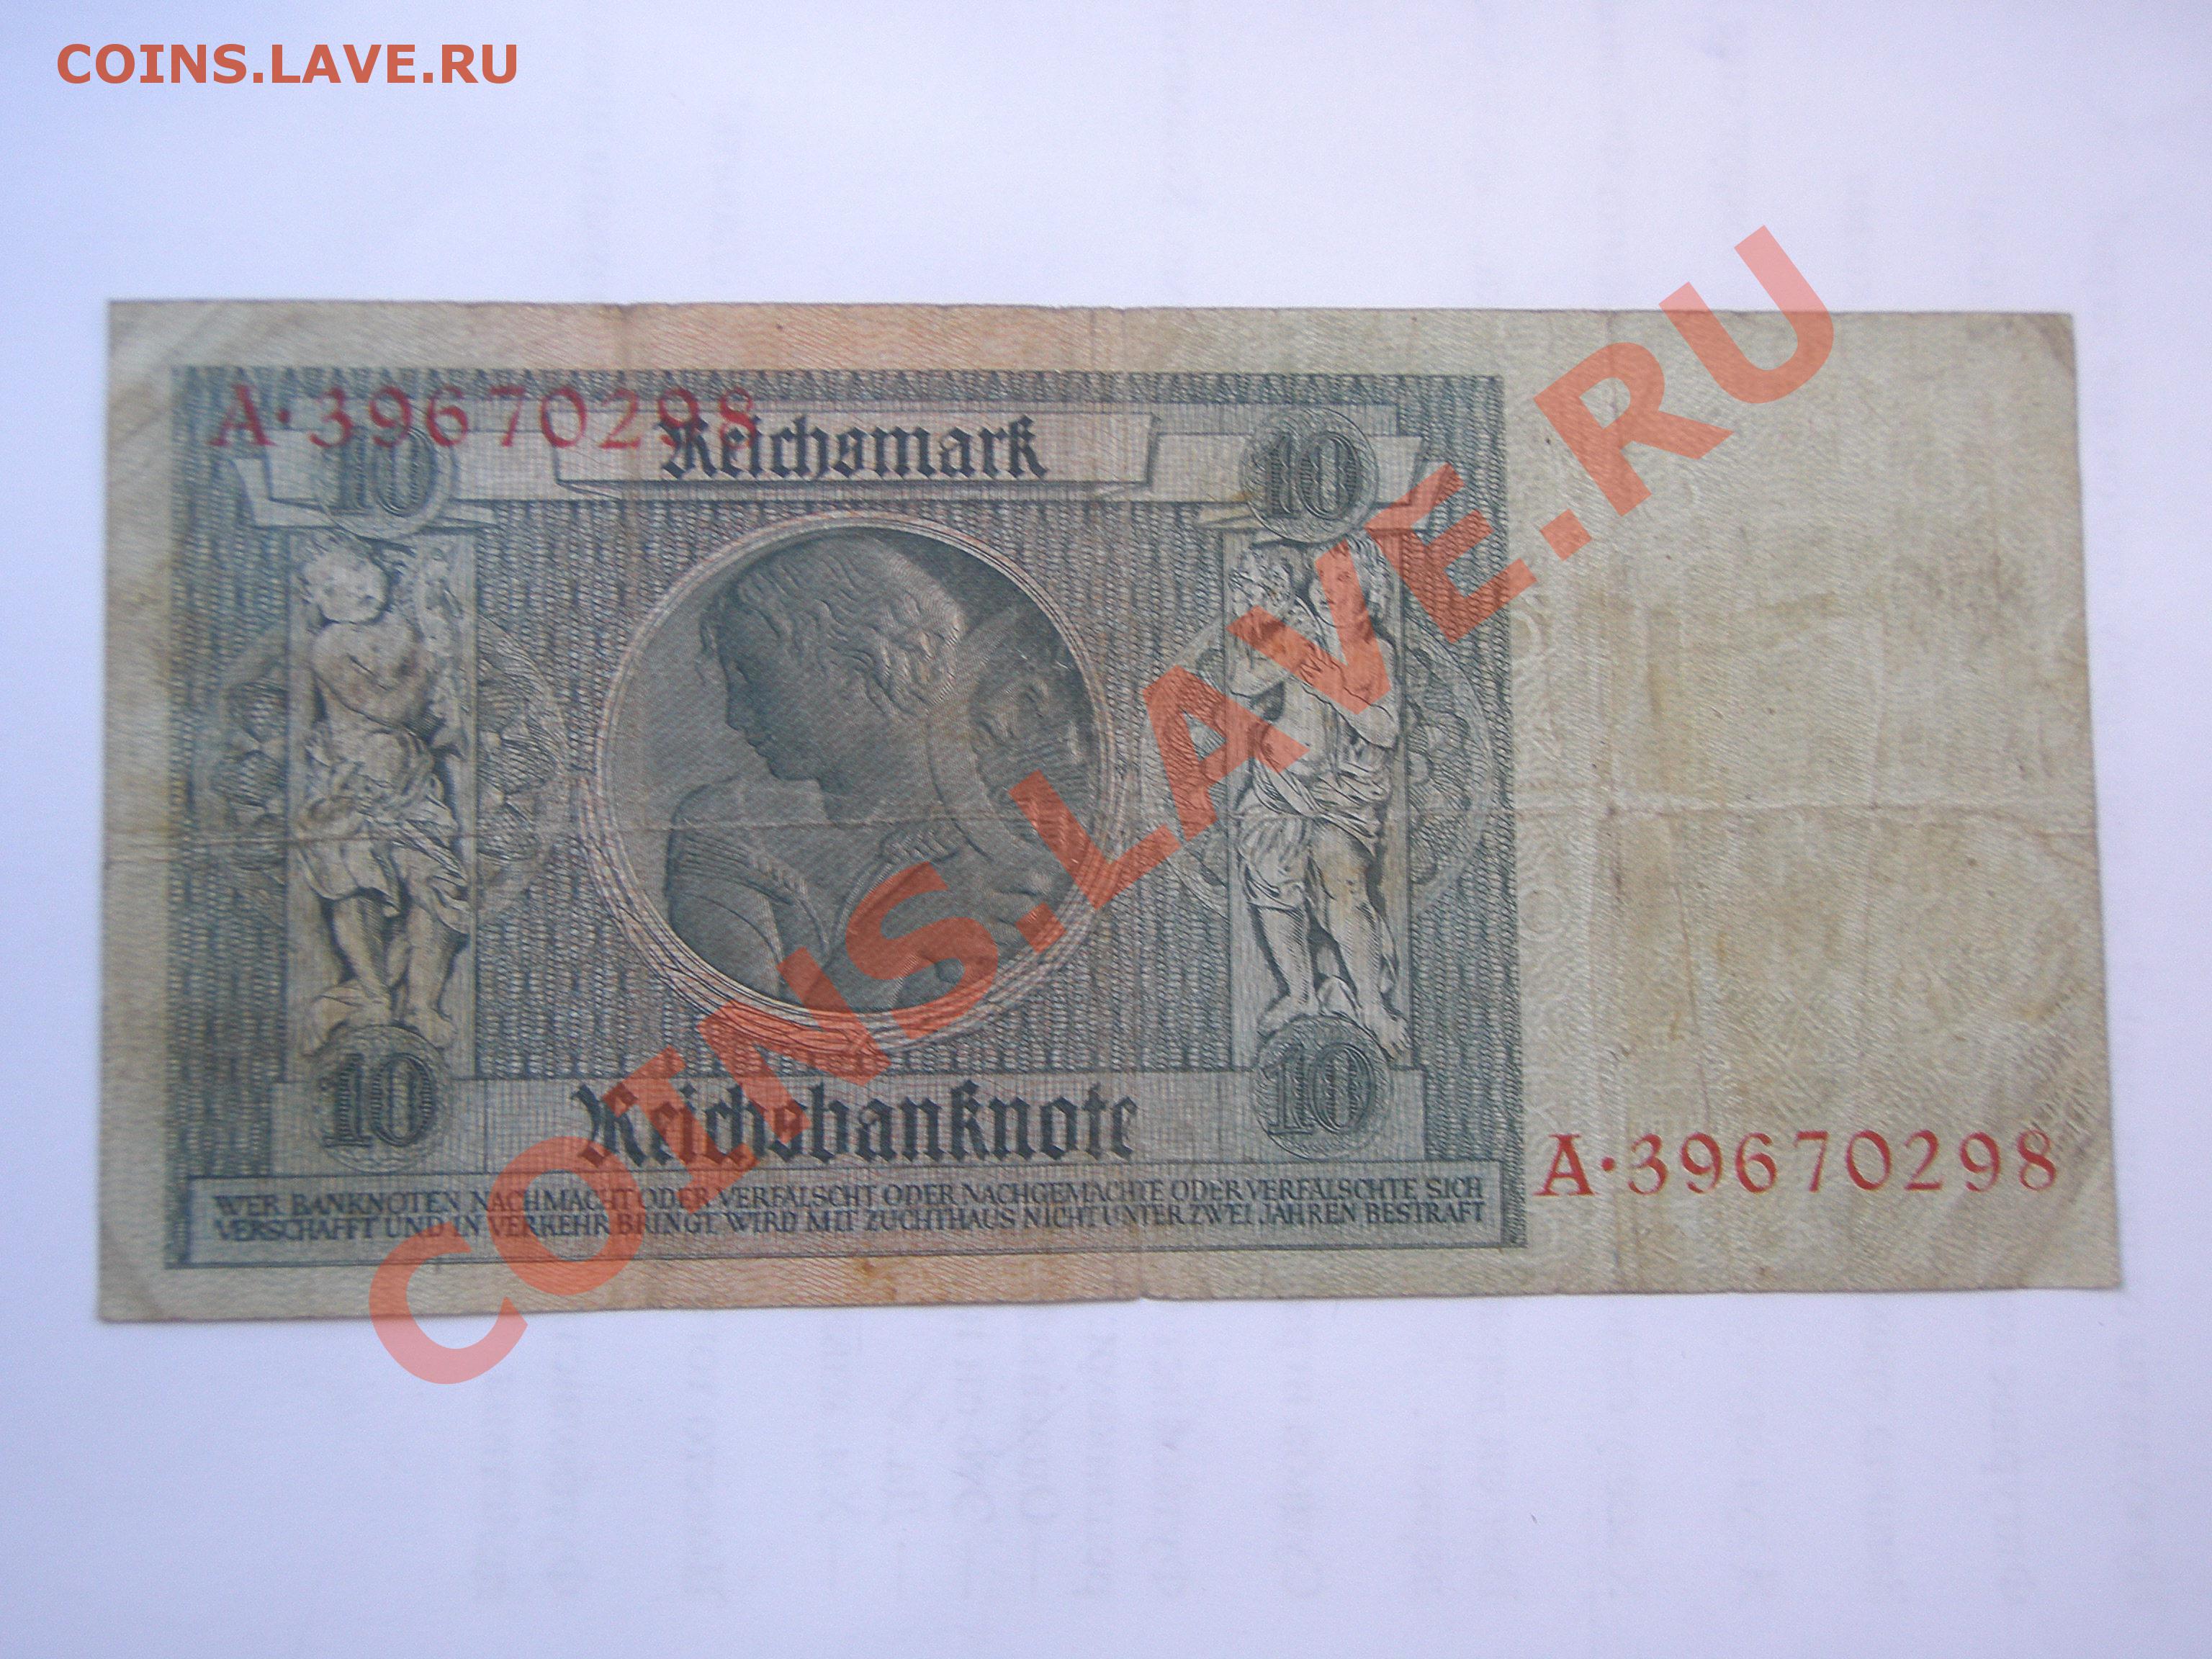 COINS.LAVE.RU
A·39670298
Reichsmark
10
10
COINS.LAVE.RU
10
10
Reichsbanknote
A·39670298
WER BANKNOTEN NACHMACHT ODER VERFÄLSCHT ODER NACHGEMACHTE ODER VERFÄLSCHTE SICH
VERSCHAFFT UND IN VERKEHR BRINGT, WIRD MIT ZUCHTHAUS NICHT UNTER ZWEI JAHREN BESTRAFT